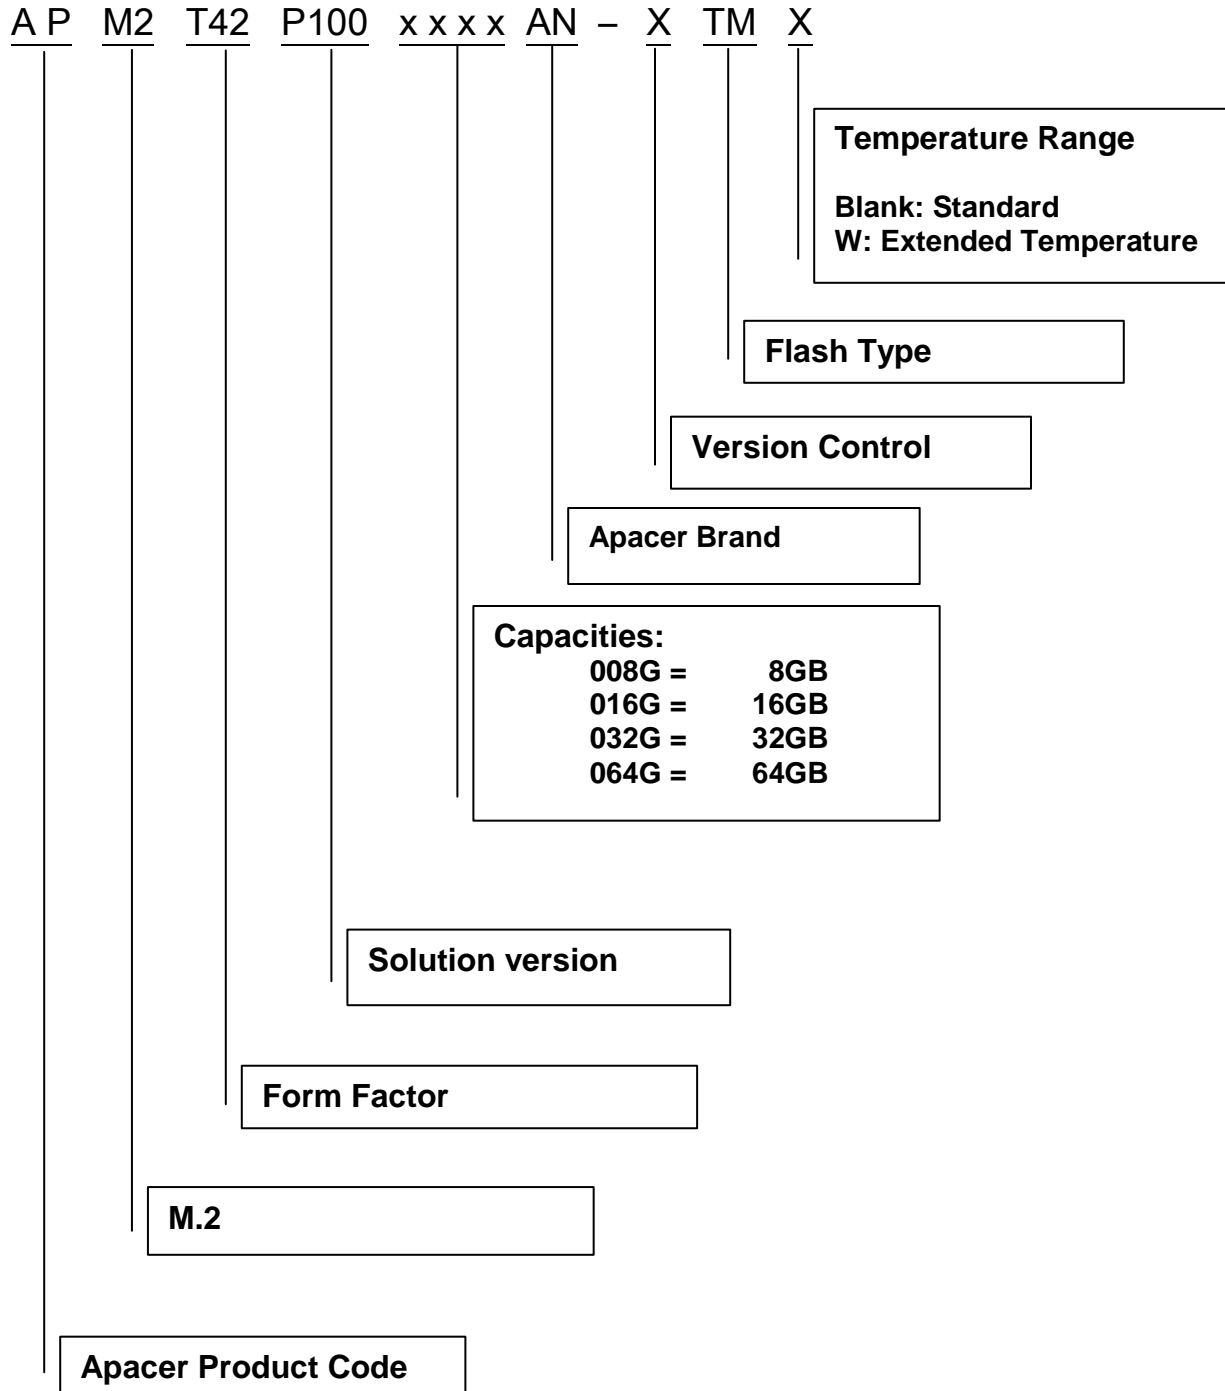 A P M2 T42 P100 x x x x AN – X TM X
Temperature Range
Blank: Standard
W: Extended Temperature
Flash Type
Version Control
Apacer Brand
Capacities:
008G = 8GB
016G = 16GB
032G = 32GB
064G = 64GB
Solution version
Form Factor
M.2
Apacer Product Code